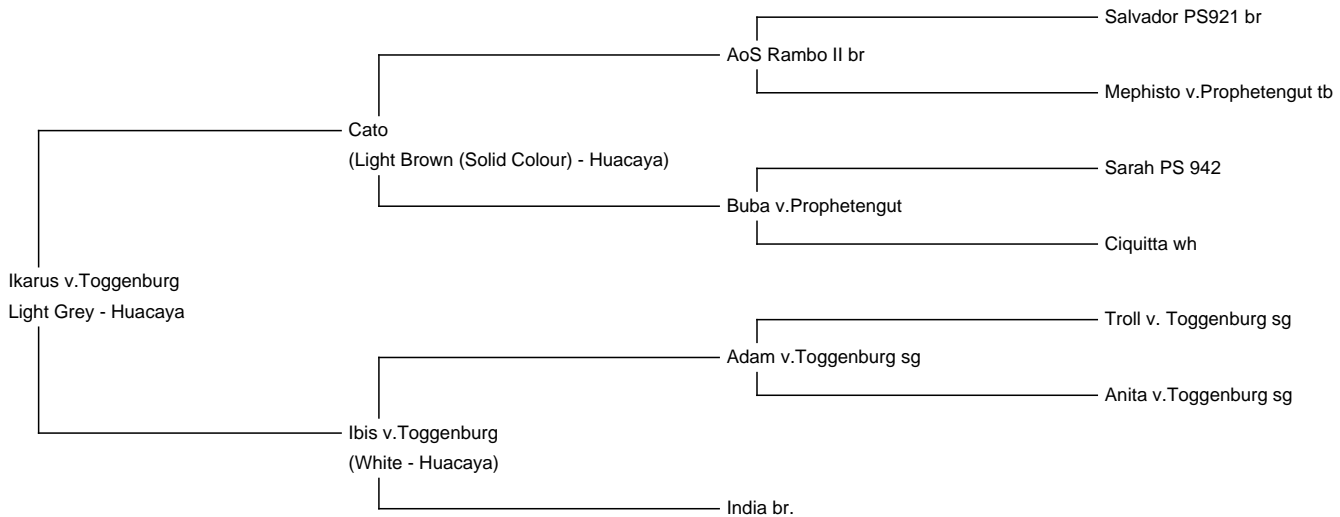 Salvador PS921 br
AoS Rambo II br
Mephisto v.Prophetengut tb
Cato
(Light Brown (Solid Colour) - Huacaya)
Sarah PS 942
Buba v.Prophetengut
Ciquitta wh
Ikarus v.Toggenburg
Light Grey - Huacaya
Troll v. Toggenburg sg
Adam v.Toggenburg sg
Anita v.Toggenburg sg
Ibis v.Toggenburg
(White - Huacaya)
India br.